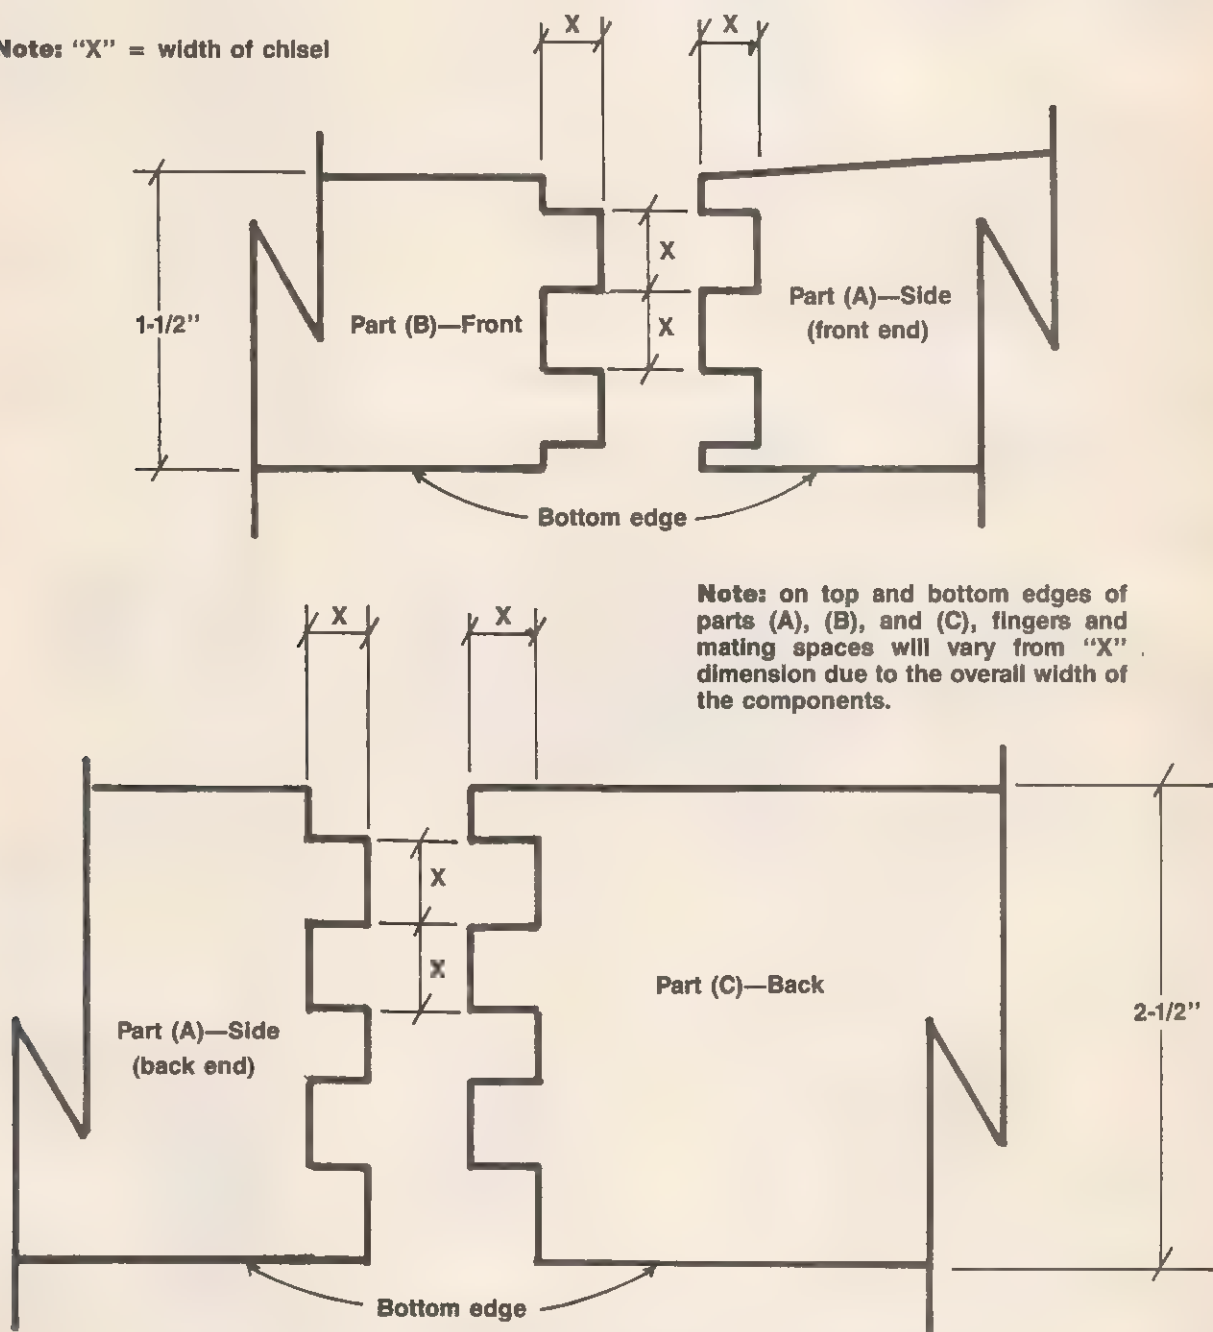 X
X
Note: “X” = width of chisel
X
1-1/2”
Part (B)—Front
X
Part (A)—Side
(front end)
Bottom edge
Note: on top and bottom edges of
parts (A), (B), and (C), fingers and
mating spaces will vary from “X”
dimension due to the overall width of
the components.
X
X
X
X
Part (C)—Back
2-1/2”
Part (A)—Side
(back end)
Bottom edge